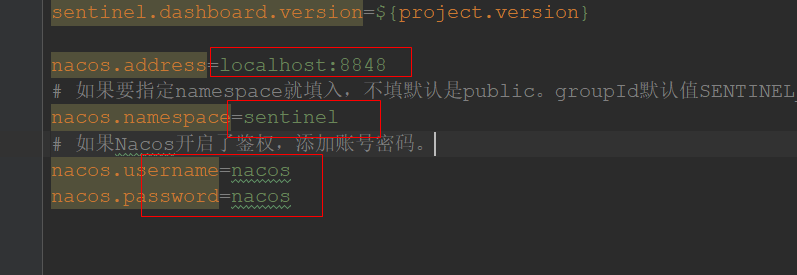 sentinel.dashboard.version=${project.version}
nacos.address=localhost:8848
# 如果要指定namespace就填入，不填默认是public。groupId默认值SENTINEL_
nacos.namespace=sentinel
# 如果Nacos开启了鉴权，添加账号密码。
nacos.username=nacos
nacos.password=nacos